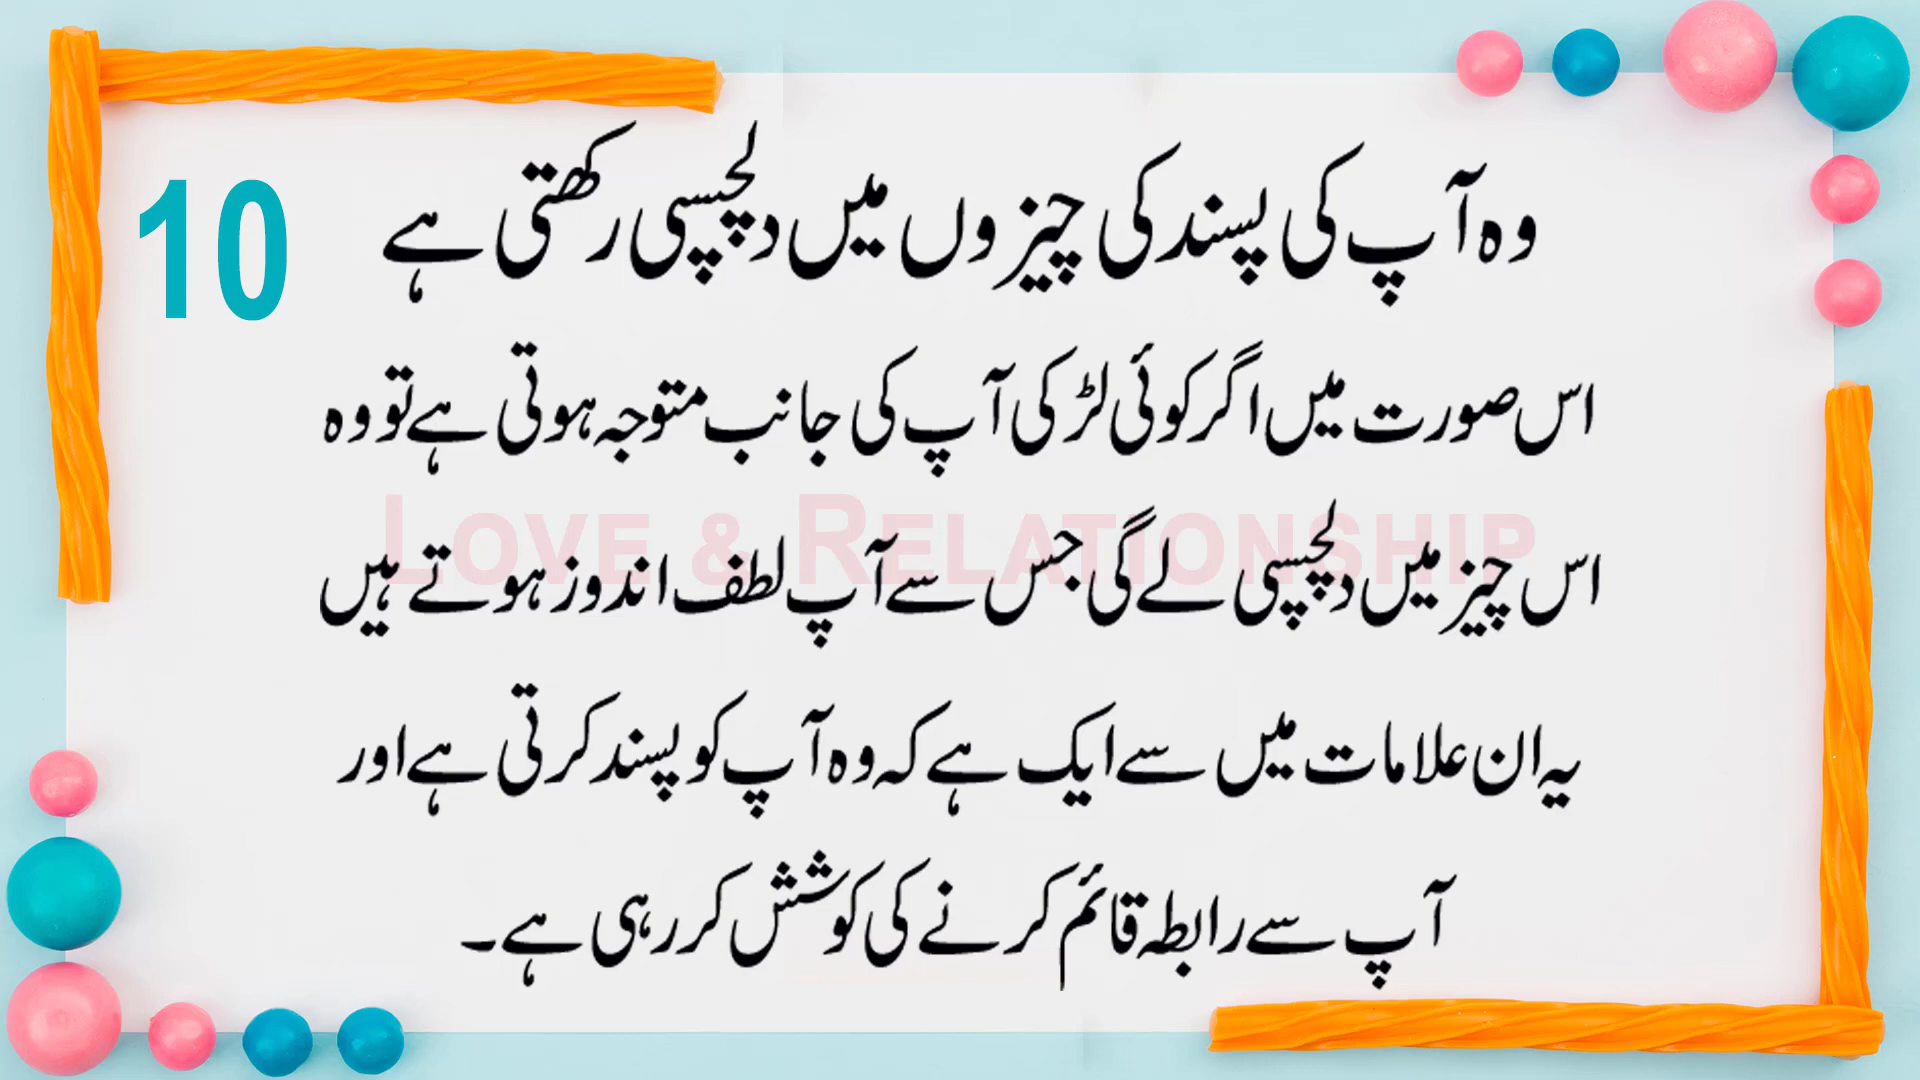 10
وہ آپ کی پسند کی چیزوں میں دلچسپی رکھتی ہے
اس صورت میں اگر کوئی لڑکی آپ کی جانب متوجہ ہوتی ہے تو وہ
LOVE & RELATIONSHIP
اس چیز میں دلچسپی لے گی جس سے آپ لطف اندوز ہوتے ہیں
یہ ان علامات میں سے ایک ہے کہ وہ آپ کو پسند کرتی ہے اور
آپ سے رابطہ قائم کرنے کی کوشش کر رہی ہے۔